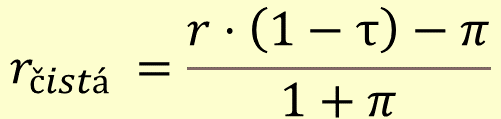 r_čistá = (r · (1 − τ) − π) / (1 + π)